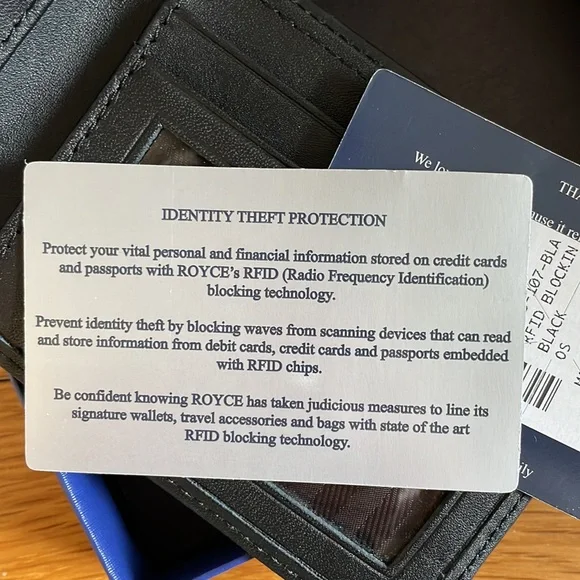 IDENTITY THEFT PROTECTION
Protect your vital personal and financial information stored on credit cards
and passports with ROYCE's RFID (Radio Frequency Identification)
blocking technology.
Prevent identity theft by blocking waves from scanning devices that can read
and store information from debit cards, credit cards and passports embedded
with RFID chips.
Be confident knowing ROYCE has taken judicious measures to line its
signature wallets, travel accessories and bags with state of the art
RFID blocking technology.
We
-107-BLA
RFID BLOCKIN
BLACK
OS